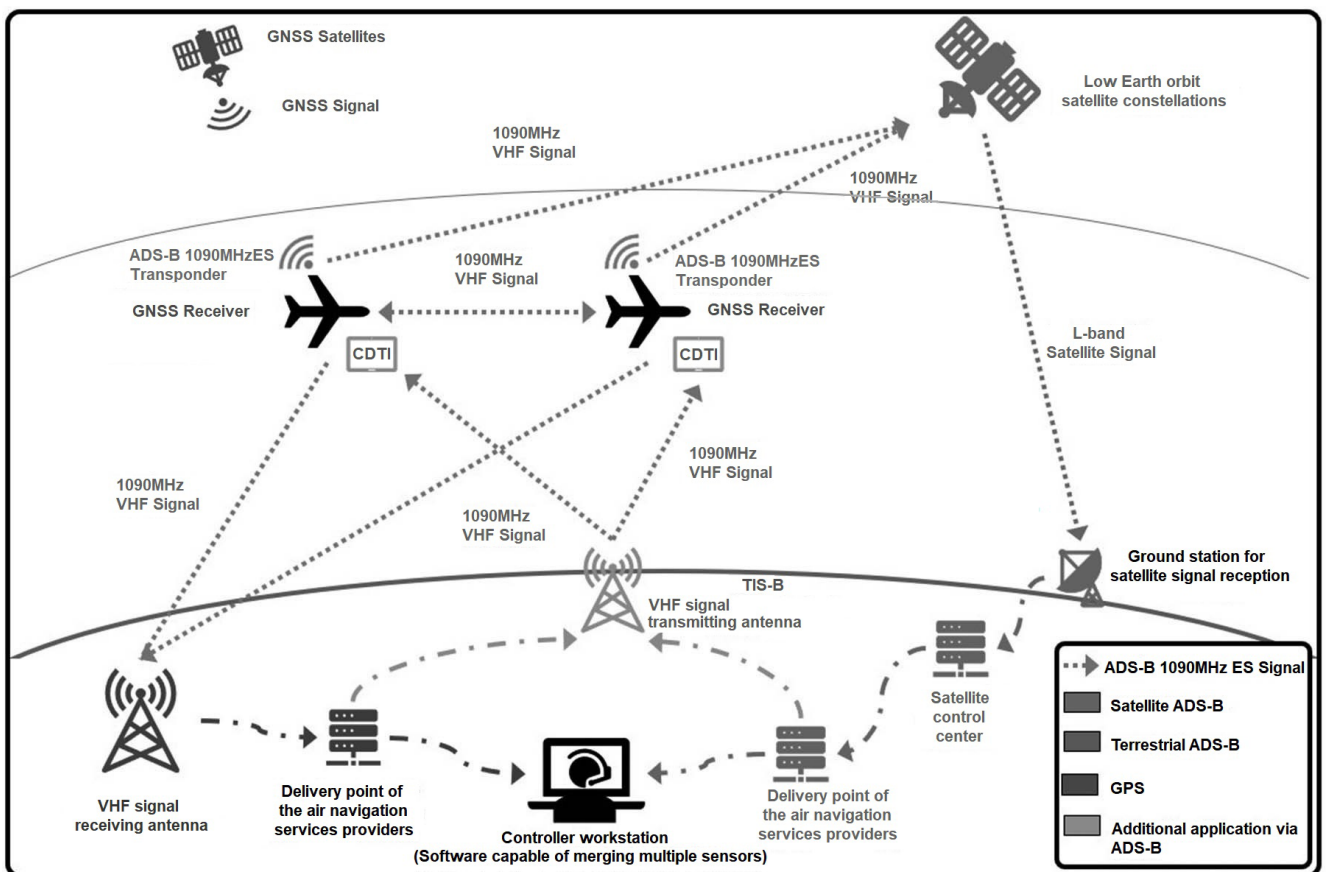 GNSS Satellites
GNSS Signal
Low Earth orbit
satellite constellations
1090MHz
VHF Signal
1090MHz
VHF Signal
ADS-B 1090MHzES
Transponder
GNSS Receiver
1090MHz
VHF Signal
ADS-B 1090MHzES
Transponder
GNSS Receiver
CDTI
CDTI
L-band
Satellite Signal
1090MHz
VHF Signal
1090MHz
VHF Signal
1090MHz
VHF Signal
Ground station for
satellite signal reception
TIS-B
VHF signal
transmitting antenna
Satellite
control
center
VHF signal
receiving antenna
Delivery point of
the air navigation
services providers
Controller workstation
(Software capable of merging multiple sensors)
Delivery point of
the air navigation
services providers
ADS-B 1090MHz ES Signal
Satellite ADS-B
Terrestrial ADS-B
GPS
Additional application via
ADS-B